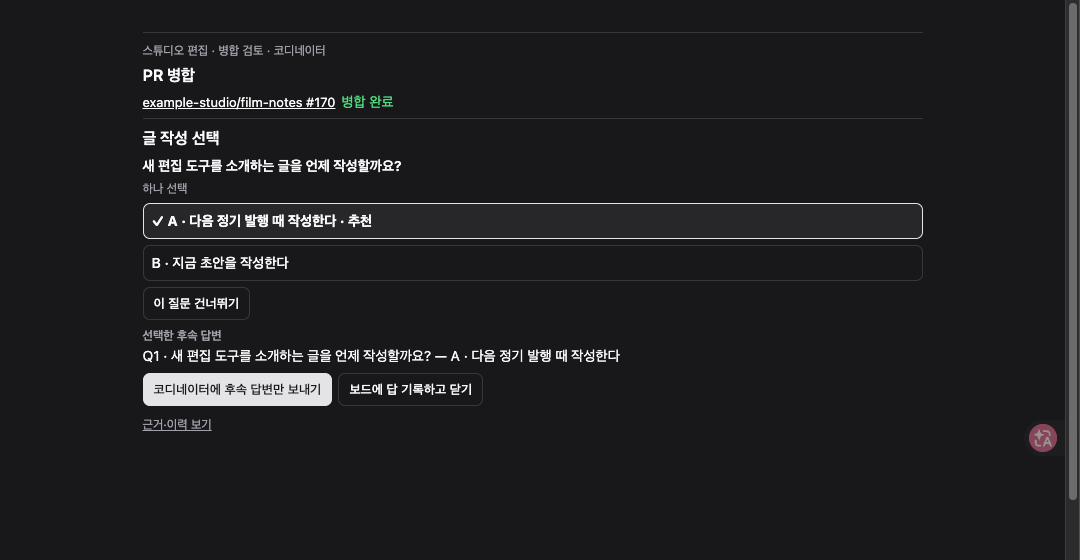 스튜디오 편집 · 병합 검토 · 코디네이터
PR 병합
example-studio/film-notes #170 병합 완료
글 작성 선택
새 편집 도구를 소개하는 글을 언제 작성할까요?
하나 선택
✓ A · 다음 정기 발행 때 작성한다 · 추천
B · 지금 초안을 작성한다
이 질문 건너뛰기
선택한 후속 답변
Q1 · 새 편집 도구를 소개하는 글을 언제 작성할까요? — A · 다음 정기 발행 때 작성한다
코디네이터에 후속 답변만 보내기 보드에 답 기록하고 닫기
근거·이력 보기